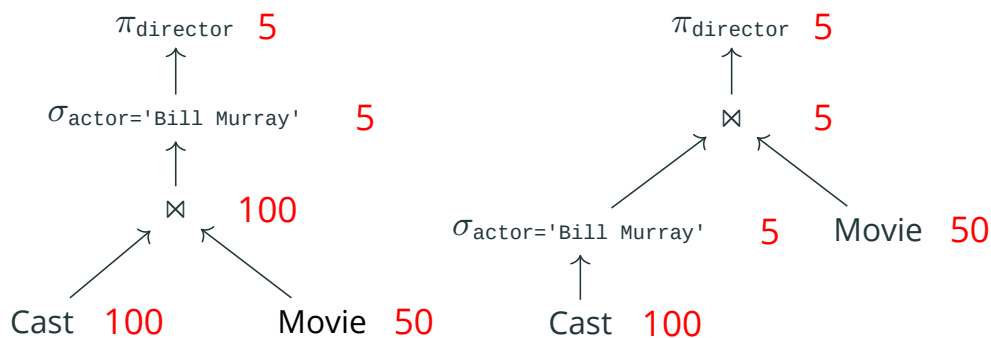 π director 5
σ actor='Bill Murray' 5
⋈ 100
Cast 100 Movie 50
π director 5
⋈ 5
σ actor='Bill Murray' 5 Movie 50
Cast 100